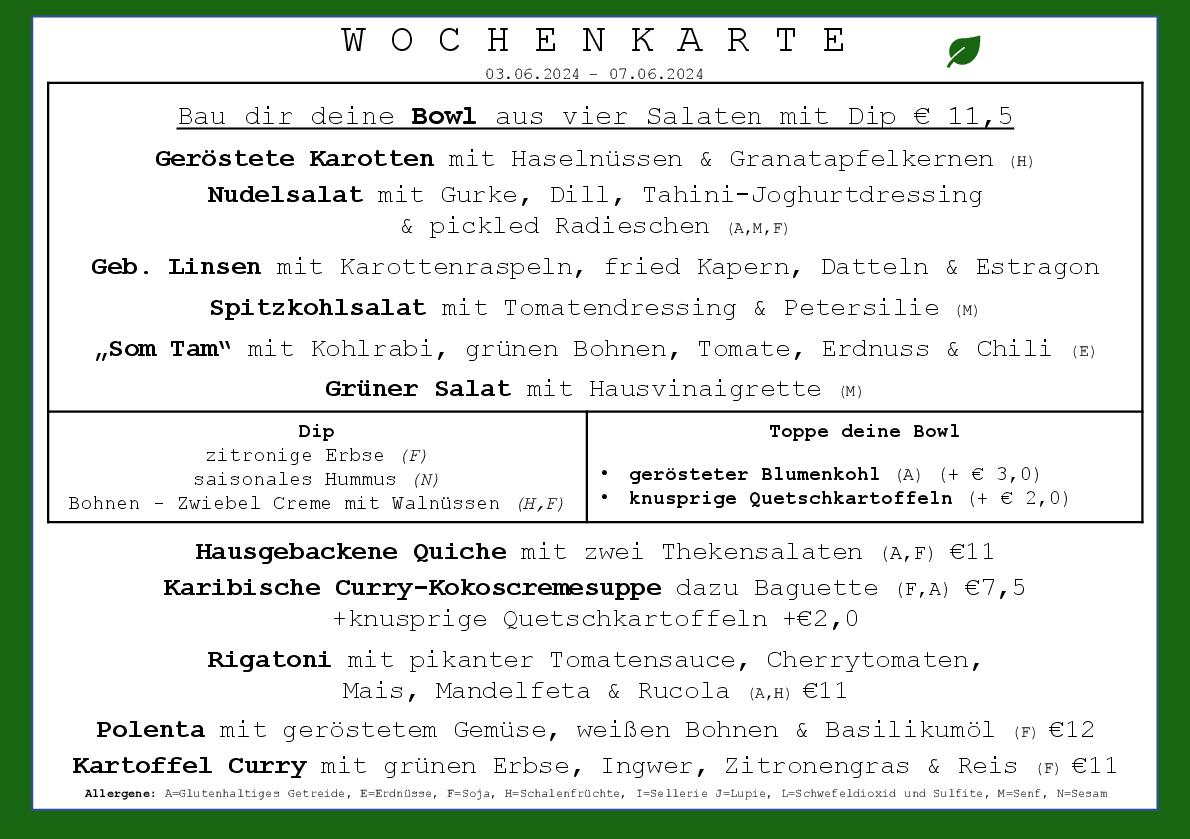 WOCHENKARTE
03.06.2024 – 07.06.2024
Bau dir deine Bowl aus vier Salaten mit Dip € 11,5
Geröstete Karotten mit Haselnüssen & Granatapfelkernen (H)
Nudelsalat mit Gurke, Dill, Tahini-Joghurtdressing
& pickled Radieschen (A,M,F)
Geb. Linsen mit Karottenraspeln, fried Kapern, Datteln & Estragon
Spitzkohlsalat mit Tomatendressing & Petersilie (M)
„Som Tam“ mit Kohlrabi, grünen Bohnen, Tomate, Erdnuss & Chili (E)
Grüner Salat mit Hausvinaigrette (M)
Dip
zitronige Erbse (F)
saisonales Hummus (N)
Bohnen - Zwiebel Creme mit Walnüssen (H,F)
Toppe deine Bowl
• gerösteter Blumenkohl (A) (+ € 3,0)
• knusprige Quetschkartoffeln (+ € 2,0)
Hausgebackene Quiche mit zwei Thekensalaten (A,F) €11
Karibische Curry-Kokoscremesuppe dazu Baguette (F,A) €7,5
+knusprige Quetschkartoffeln +€2,0
Rigatoni mit pikanter Tomatensauce, Cherrytomaten,
Mais, Mandelfeta & Rucola (A,H) €11
Polenta mit geröstetem Gemüse, weißen Bohnen & Basilikumöl (F) €12
Kartoffel Curry mit grünen Erbse, Ingwer, Zitronengras & Reis (F) €11
Allergene: A=Glutenhaltiges Getreide, E=Erdnüsse, F=Soja, H=Schalenfrüchte, I=Sellerie J=Lupie, L=Schwefeldioxid und Sulfite, M=Senf, N=Sesam